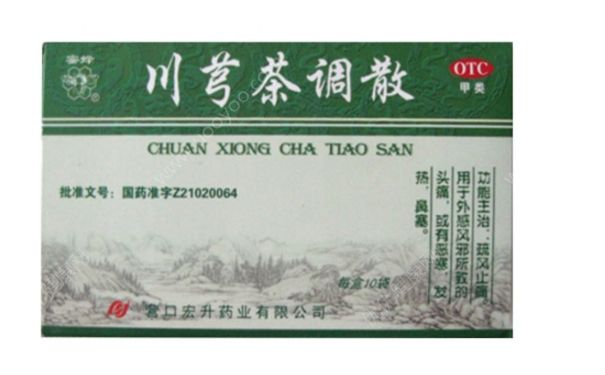 蜜蜂
川芎茶调散
OTC
甲类
CHUAN XIONG CHA TIAO SAN
批准文号：国药准字Z21020064
功能主治：疏风止痛
用于外感风邪所致的
头痛，或有恶寒、发
热、鼻塞。
每盒10袋
营口宏升药业有限公司